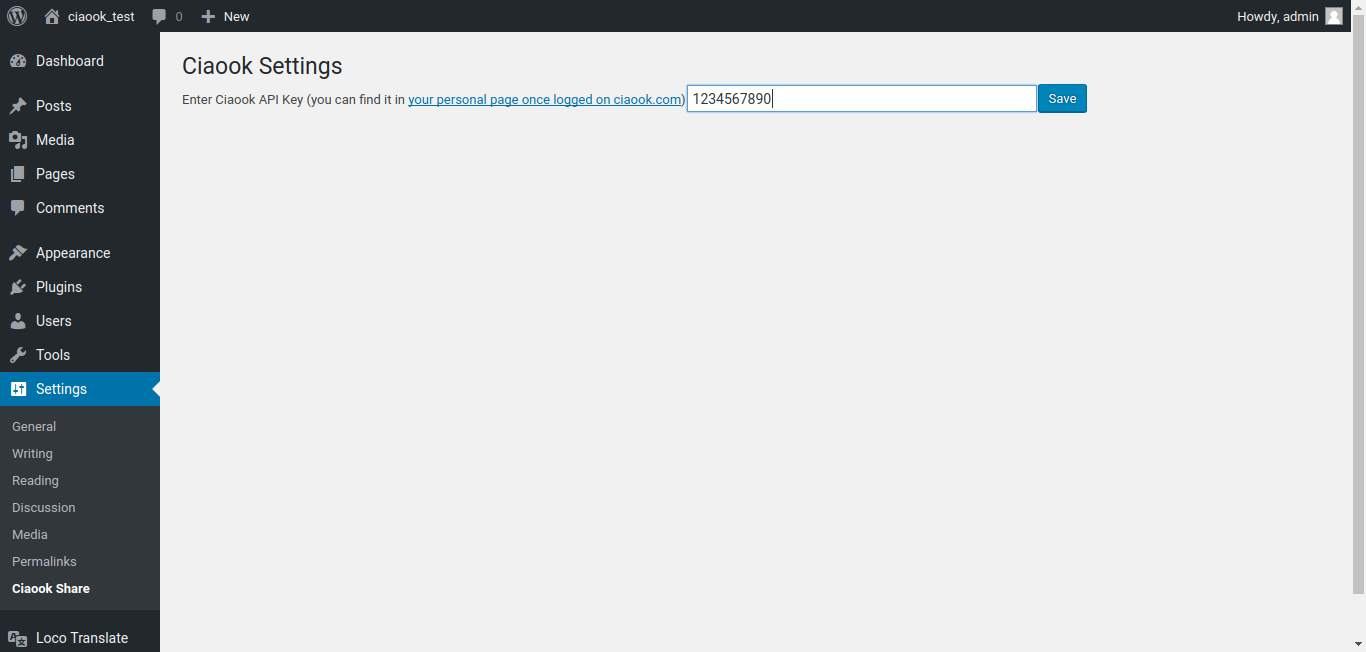 ciaook_test 0 New Howdy, admin
Dashboard
Posts
Media
Pages
Comments
Appearance
Plugins
Users
Tools
Settings
General
Writing
Reading
Discussion
Media
Permalinks
Ciaook Share
Loco Translate
Ciaook Settings
Enter Ciaook API Key (you can find it in your personal page once logged on ciaook.com) 1234567890 Save